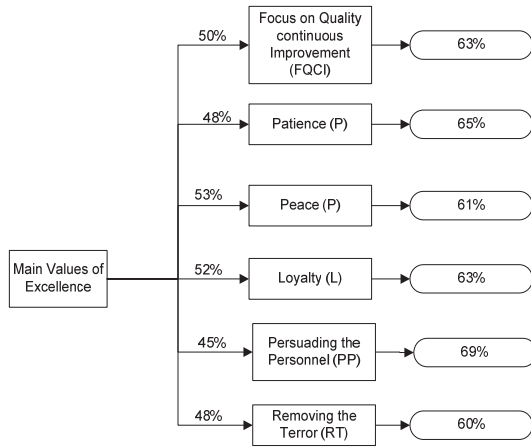 50%
Focus on Quality
continuous
Improvement
(FQCI)
63%
48%
Patience (P)
65%
53%
Peace (P)
61%
Main Values of
Excellence
52%
Loyalty (L)
63%
45%
Persuading the
Personnel (PP)
69%
48%
Removing the
Terror (RT)
60%